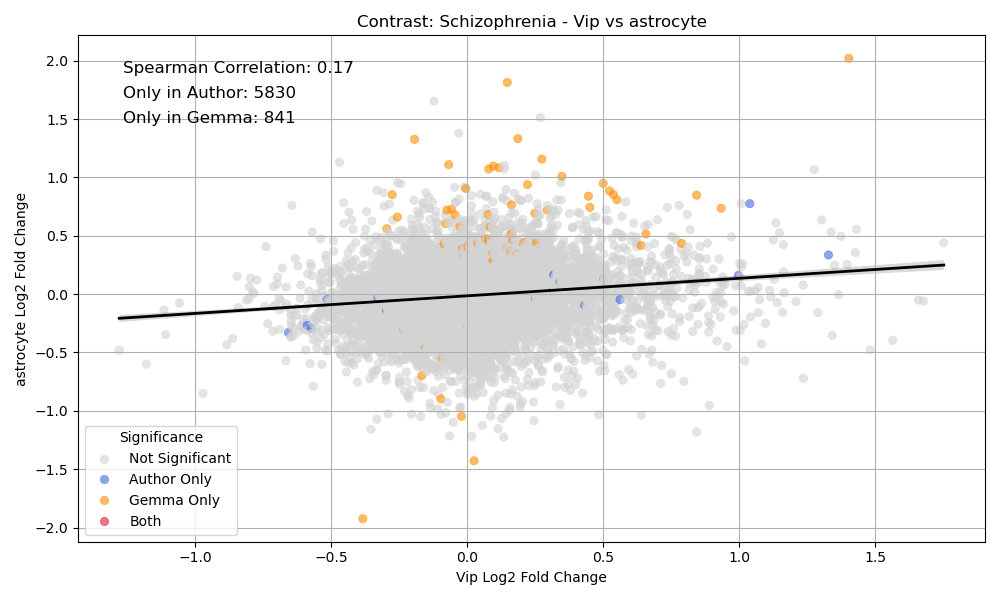 Contrast: Schizophrenia - Vip vs astrocyte
Spearman Correlation: 0.17
Only in Author: 5830
Only in Gemma: 841
astrocyte Log2 Fold Change
2.0
1.5
1.0
0.5
0.0
−0.5
−1.0
−1.5
−2.0
Significance
Not Significant
Author Only
Gemma Only
Both
−1.0 −0.5 0.0 0.5 1.0 1.5
Vip Log2 Fold Change